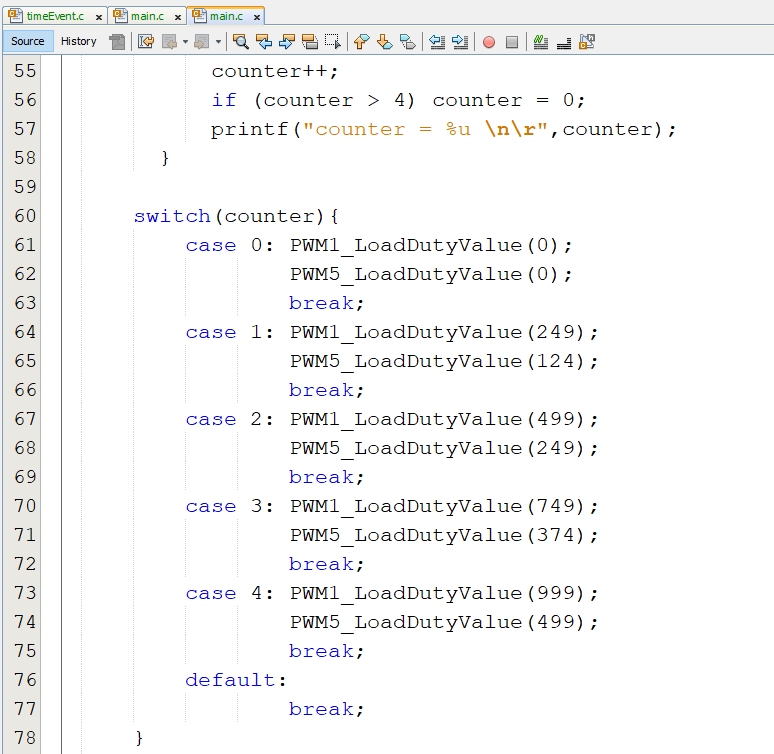 timeEvent.c x main.c x main.c x
Source History
55 counter++;
56 if (counter > 4) counter = 0;
57 printf("counter = %u \n\r",counter);
58 }
59
60 switch(counter){
61 case 0: PWM1_LoadDutyValue(0);
62 PWM5_LoadDutyValue(0);
63 break;
64 case 1: PWM1_LoadDutyValue(249);
65 PWM5_LoadDutyValue(124);
66 break;
67 case 2: PWM1_LoadDutyValue(499);
68 PWM5_LoadDutyValue(249);
69 break;
70 case 3: PWM1_LoadDutyValue(749);
71 PWM5_LoadDutyValue(374);
72 break;
73 case 4: PWM1_LoadDutyValue(999);
74 PWM5_LoadDutyValue(499);
75 break;
76 default:
77 break;
78 }